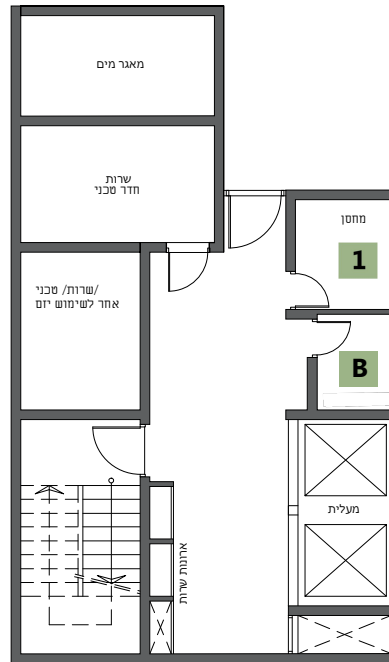 מאגר מים
שרות
חדר טכני
מחסן
1
שרות/ טכני/
אחר לשימוש יזם
B
מעלית
ארונות שרות